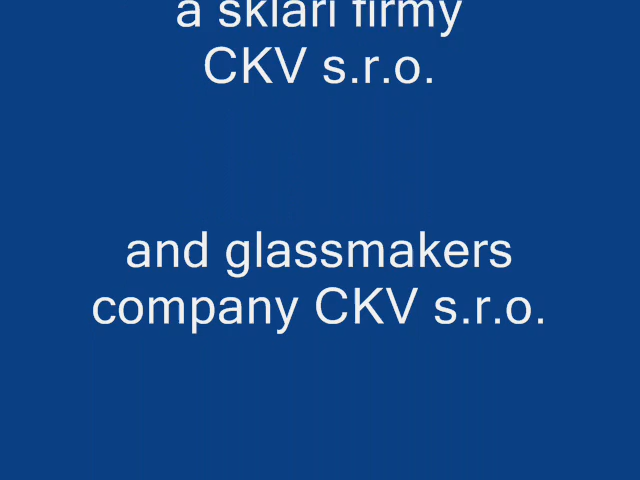 a skláři firmy
CKV s.r.o.
and glassmakers
company CKV s.r.o.